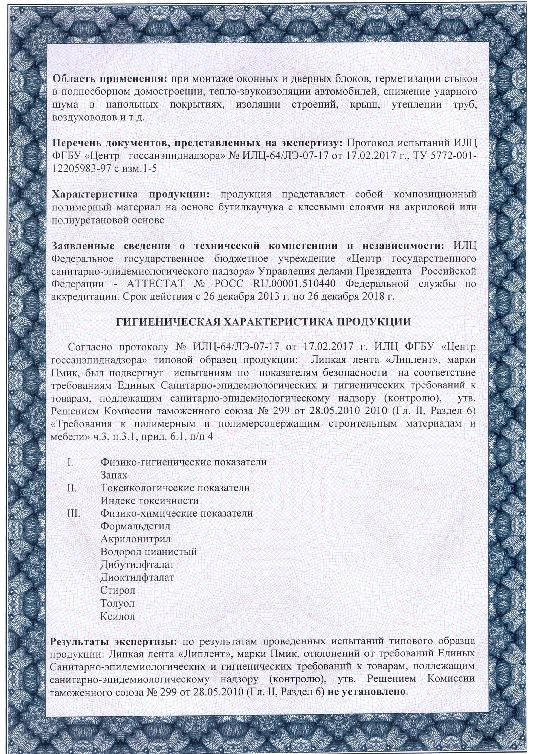 Область применения: при монтаже оконных и дверных блоков, герметизации стыков
в полносборном домостроении, тепло-звукоизоляции автомобилей, снижение ударного
шума в напольных покрытиях, изоляции строений, крыш, утеплении труб,
воздуховодов и т.д.
Перечень документов, представленных на экспертизу: Протокол испытаний ИЛЦ
ФГБУ «Центр госсанэпиднадзора» № ИЛЦ-64/ЛЭ-07-17 от 17.02.2017 г., ТУ 5772-001-
12205983-97 с изм.1-5
Характеристика продукции: продукция представляет собой композиционный
полимерный материал на основе бутилкаучука с клеевыми слоями на акриловой или
полиуретановой основе
Заявленные сведения о технической компетенции и независимости: ИЛЦ
Федеральное государственное бюджетное учреждение «Центр государственного
санитарно-эпидемиологического надзора» Управления делами Президента Российской
Федерации - АТТЕСТАТ № РОСС RU.00001.510440 Федеральной службы по
аккредитации. Срок действия с 26 декабря 2013 г. по 26 декабря 2018 г.
ГИГИЕНИЧЕСКАЯ ХАРАКТЕРИСТИКА ПРОДУКЦИИ
Согласно протоколу № ИЛЦ-64/ЛЭ-07-17 от 17.02.2017 г. ИЛЦ ФГБУ «Центр
госсанэпиднадзора» типовой образец продукции: Липкая лента «Липлент», марки
Пмик, был подвергнут испытаниям по показателям безопасности на соответствие
требованиям Единых Санитарно-эпидемиологических и гигиенических требований к
товарам, подлежащим санитарно-эпидемиологическому надзору (контролю), утв.
Решением Комиссии таможенного союза № 299 от 28.05.2010 2010 (Гл. II, Раздел 6)
«Требования к полимерным и полимерсодержащим строительным материалам и
мебели» ч.3, п.3.1, прил. 6.1, п/п 4
I. Физико-гигиенические показатели
Запах
II. Токсикологические показатели
Индекс токсичности
III. Физико-химические показатели
Формальдегид
Акрилонитрил
Водород цианистый
Дибутилфталат
Диоктилфталат
Стирол
Толуол
Ксилол
Результаты экспертизы: по результатам проведенных испытаний типового образца
продукции: Липкая лента «Липлент», марки Пмик, отклонений от требований Единых
Санитарно-эпидемиологических и гигиенических требований к товарам, подлежащим
санитарно-эпидемиологическому надзору (контролю), утв. Решением Комиссии
таможенного союза № 299 от 28.05.2010 (Гл. II, Раздел 6) не установлено.